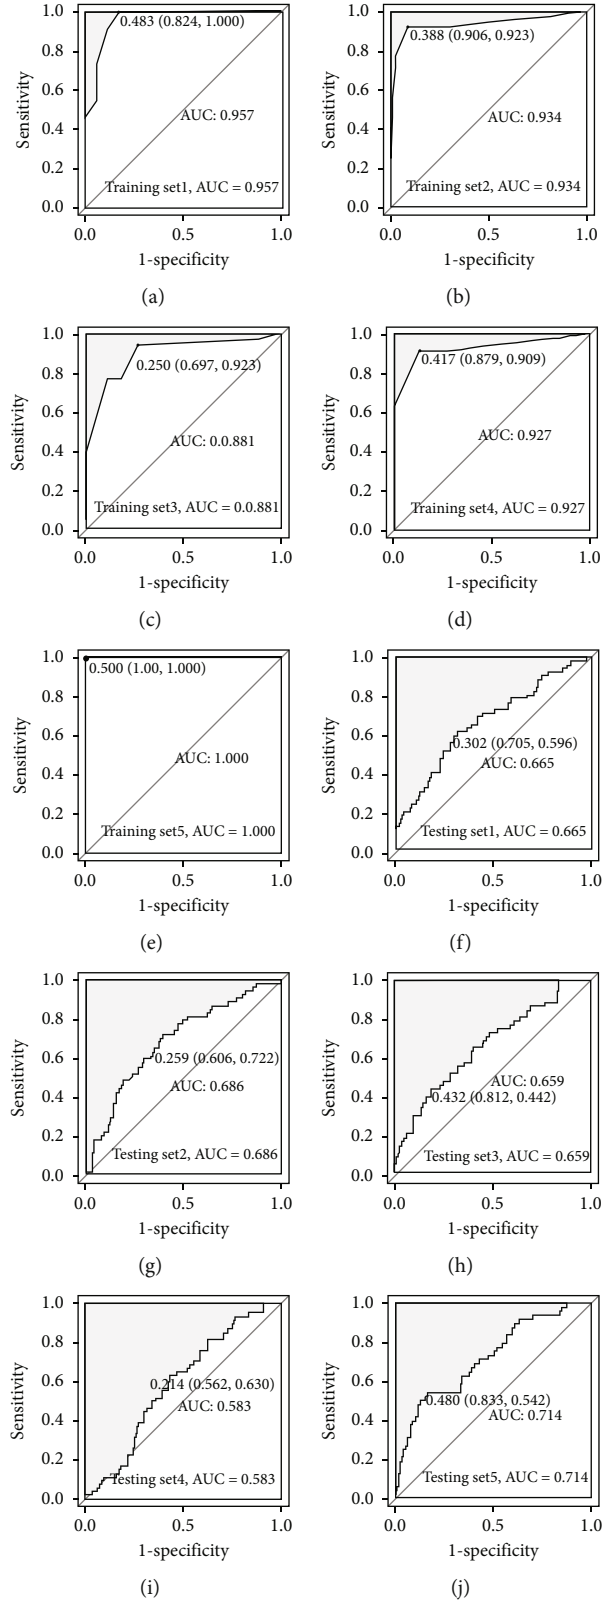 1.0
0.8
0.6
0.4
0.2
0.0
Sensitivity
0.483 (0.824, 1.000)
AUC: 0.957
Training set1, AUC = 0.957
0.0 0.5 1.0
1-specificity
(a)
1.0
0.8
0.6
0.4
0.2
0.0
Sensitivity
0.388 (0.906, 0.923)
AUC: 0.934
Training set2, AUC = 0.934
0.0 0.5 1.0
1-specificity
(b)
1.0
0.8
0.6
0.4
0.2
0.0
Sensitivity
0.250 (0.697, 0.923)
AUC: 0.0.881
Training set3, AUC = 0.0.881
0.0 0.5 1.0
1-specificity
(c)
1.0
0.8
0.6
0.4
0.2
0.0
Sensitivity
0.417 (0.879, 0.909)
AUC: 0.927
Training set4, AUC = 0.927
0.0 0.5 1.0
1-specificity
(d)
1.0
0.8
0.6
0.4
0.2
0.0
Sensitivity
0.500 (1.00, 1.000)
AUC: 1.000
Training set5, AUC = 1.000
0.0 0.5 1.0
1-specificity
(e)
1.0
0.8
0.6
0.4
0.2
0.0
Sensitivity
0.302 (0.705, 0.596)
AUC: 0.665
Testing set1, AUC = 0.665
0.0 0.5 1.0
1-specificity
(f)
1.0
0.8
0.6
0.4
0.2
0.0
Sensitivity
0.259 (0.606, 0.722)
AUC: 0.686
Testing set2, AUC = 0.686
0.0 0.5 1.0
1-specificity
(g)
1.0
0.8
0.6
0.4
0.2
0.0
Sensitivity
AUC: 0.659
0.432 (0.812, 0.442)
Testing set3, AUC = 0.659
0.0 0.5 1.0
1-specificity
(h)
1.0
0.8
0.6
0.4
0.2
0.0
Sensitivity
0.214 (0.562, 0.630)
AUC: 0.583
Testing set4, AUC = 0.583
0.0 0.5 1.0
1-specificity
(i)
1.0
0.8
0.6
0.4
0.2
0.0
Sensitivity
0.480 (0.833, 0.542)
AUC: 0.714
Testing set5, AUC = 0.714
0.0 0.5 1.0
1-specificity
(j)